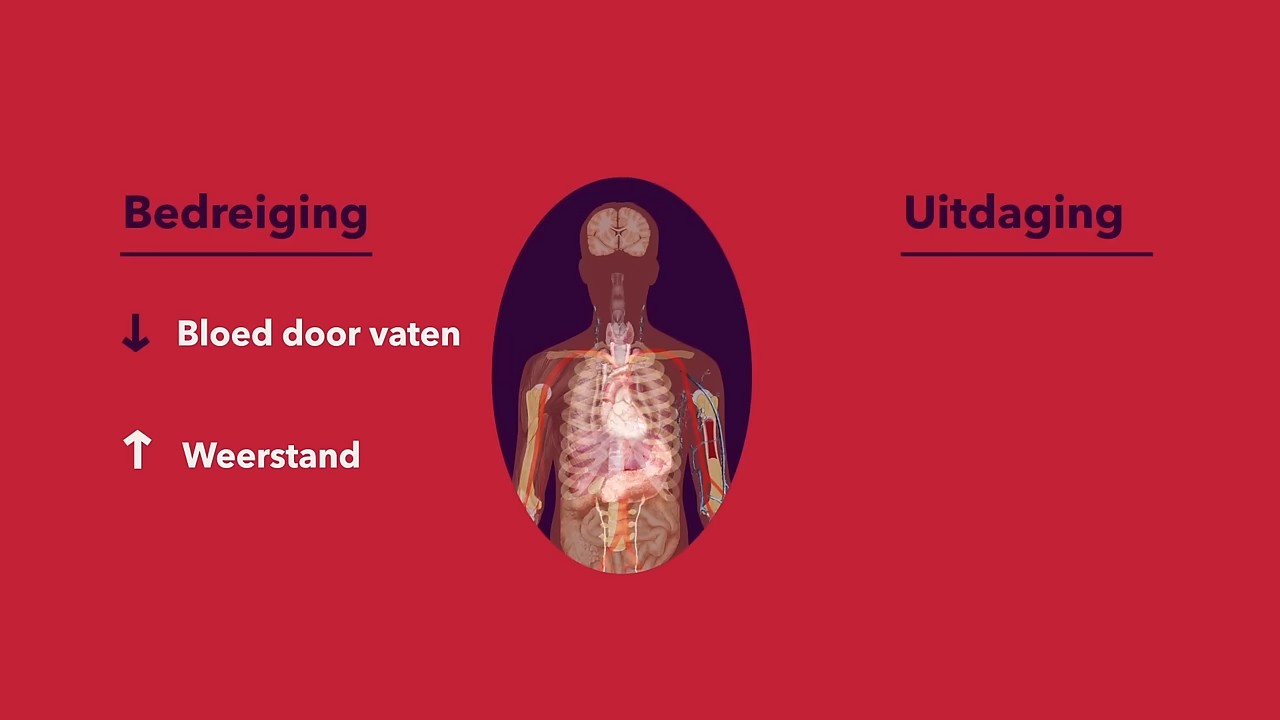 Bedreiging
Uitdaging
↓ Bloed door vaten
↑ Weerstand